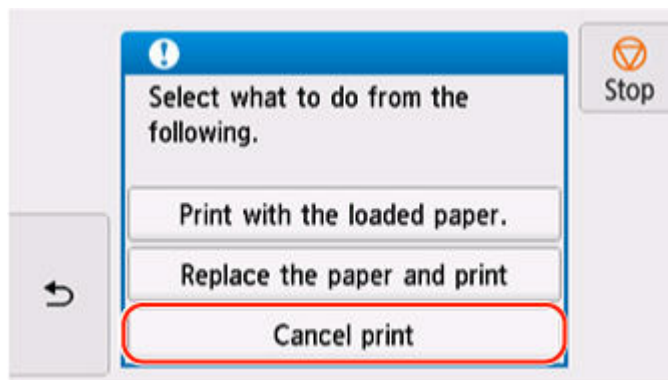 Select what to do from the
following.
Stop
Print with the loaded paper.
Replace the paper and print
Cancel print